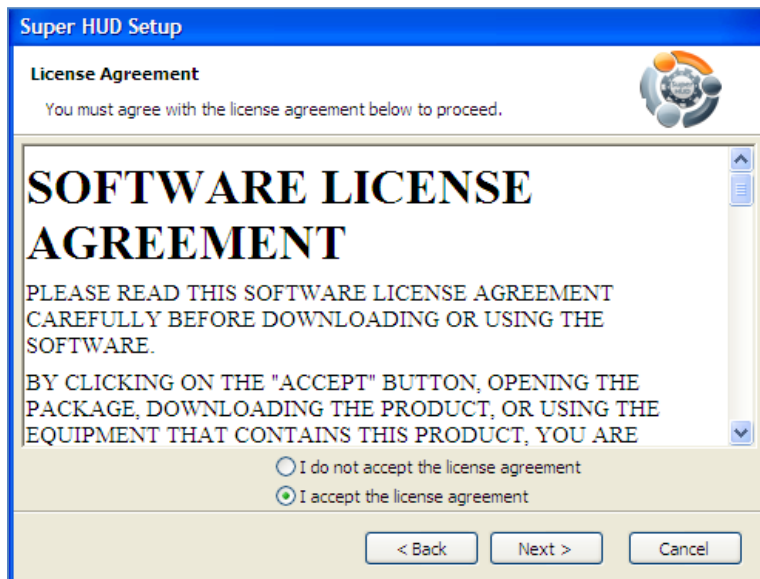 Super HUD Setup
License Agreement
You must agree with the license agreement below to proceed.
Super
HUD
SOFTWARE LICENSE
AGREEMENT
PLEASE READ THIS SOFTWARE LICENSE AGREEMENT
CAREFULLY BEFORE DOWNLOADING OR USING THE
SOFTWARE.
BY CLICKING ON THE "ACCEPT" BUTTON, OPENING THE
PACKAGE, DOWNLOADING THE PRODUCT, OR USING THE
EQUIPMENT THAT CONTAINS THIS PRODUCT, YOU ARE
I do not accept the license agreement
I accept the license agreement
< Back Next > Cancel